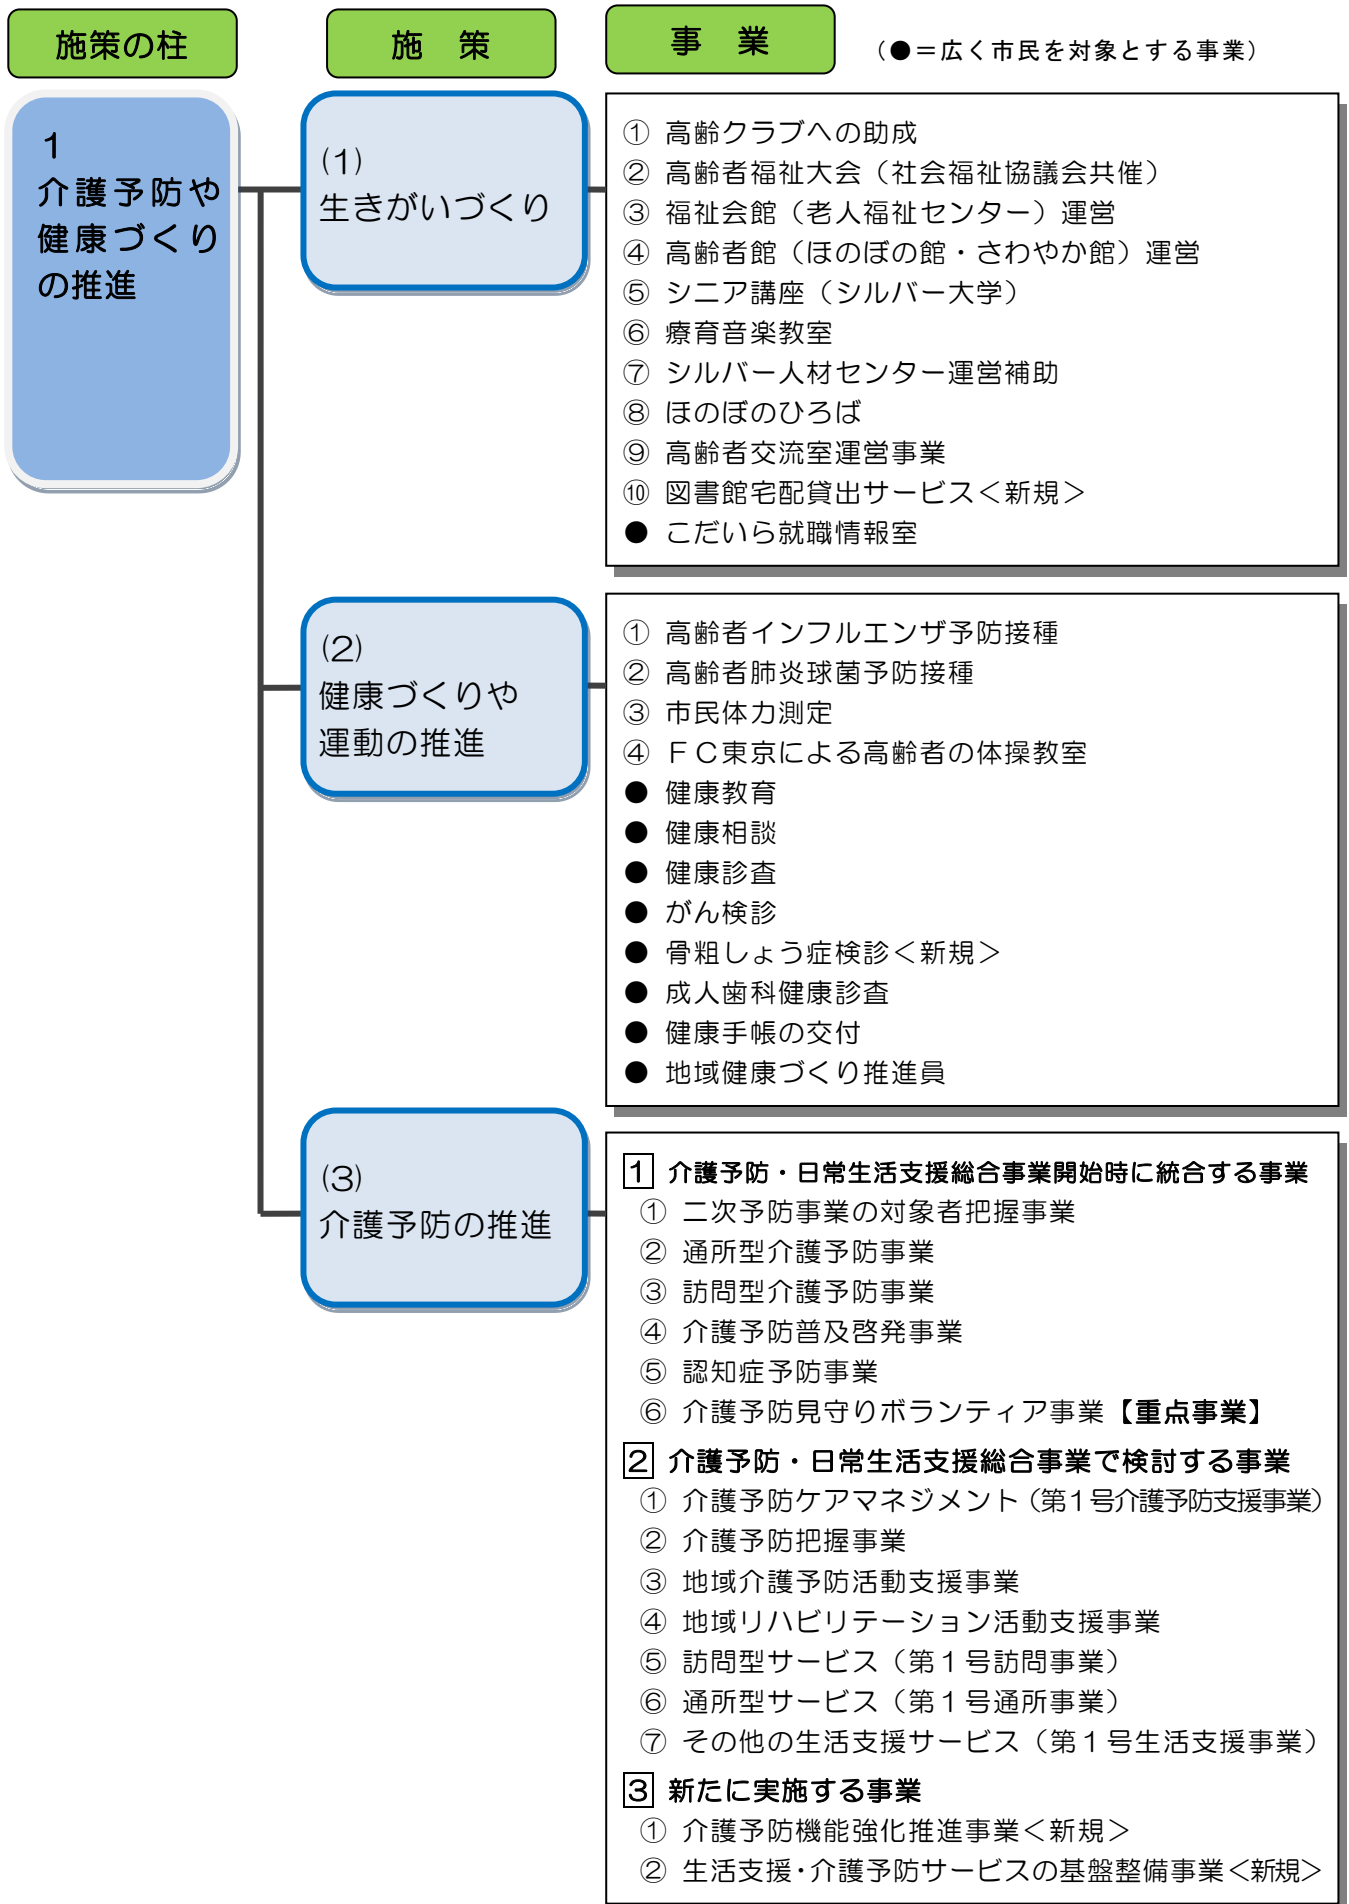 施策の柱
施　策
事　業
（●＝広く市民を対象とする事業）
1
介護予防や
健康づくり
の推進
(1)
生きがいづくり
① 高齢クラブへの助成
② 高齢者福祉大会（社会福祉協議会共催）
③ 福祉会館（老人福祉センター）運営
④ 高齢者館（ほのぼの館・さわやか館）運営
⑤ シニア講座（シルバー大学）
⑥ 療育音楽教室
⑦ シルバー人材センター運営補助
⑧ ほのぼのひろば
⑨ 高齢者交流室運営事業
⑩ 図書館宅配貸出サービス＜新規＞
● こだいら就職情報室
(2)
健康づくりや
運動の推進
① 高齢者インフルエンザ予防接種
② 高齢者肺炎球菌予防接種
③ 市民体力測定
④ ＦＣ東京による高齢者の体操教室
● 健康教育
● 健康相談
● 健康診査
● がん検診
● 骨粗しょう症検診＜新規＞
● 成人歯科健康診査
● 健康手帳の交付
● 地域健康づくり推進員
(3)
介護予防の推進
1 介護予防・日常生活支援総合事業開始時に統合する事業
① 二次予防事業の対象者把握事業
② 通所型介護予防事業
③ 訪問型介護予防事業
④ 介護予防普及啓発事業
⑤ 認知症予防事業
⑥ 介護予防見守りボランティア事業【重点事業】
2 介護予防・日常生活支援総合事業で検討する事業
① 介護予防ケアマネジメント（第１号介護予防支援事業）
② 介護予防把握事業
③ 地域介護予防活動支援事業
④ 地域リハビリテーション活動支援事業
⑤ 訪問型サービス（第１号訪問事業）
⑥ 通所型サービス（第１号通所事業）
⑦ その他の生活支援サービス（第１号生活支援事業）
3 新たに実施する事業
① 介護予防機能強化推進事業＜新規＞
② 生活支援・介護予防サービスの基盤整備事業＜新規＞